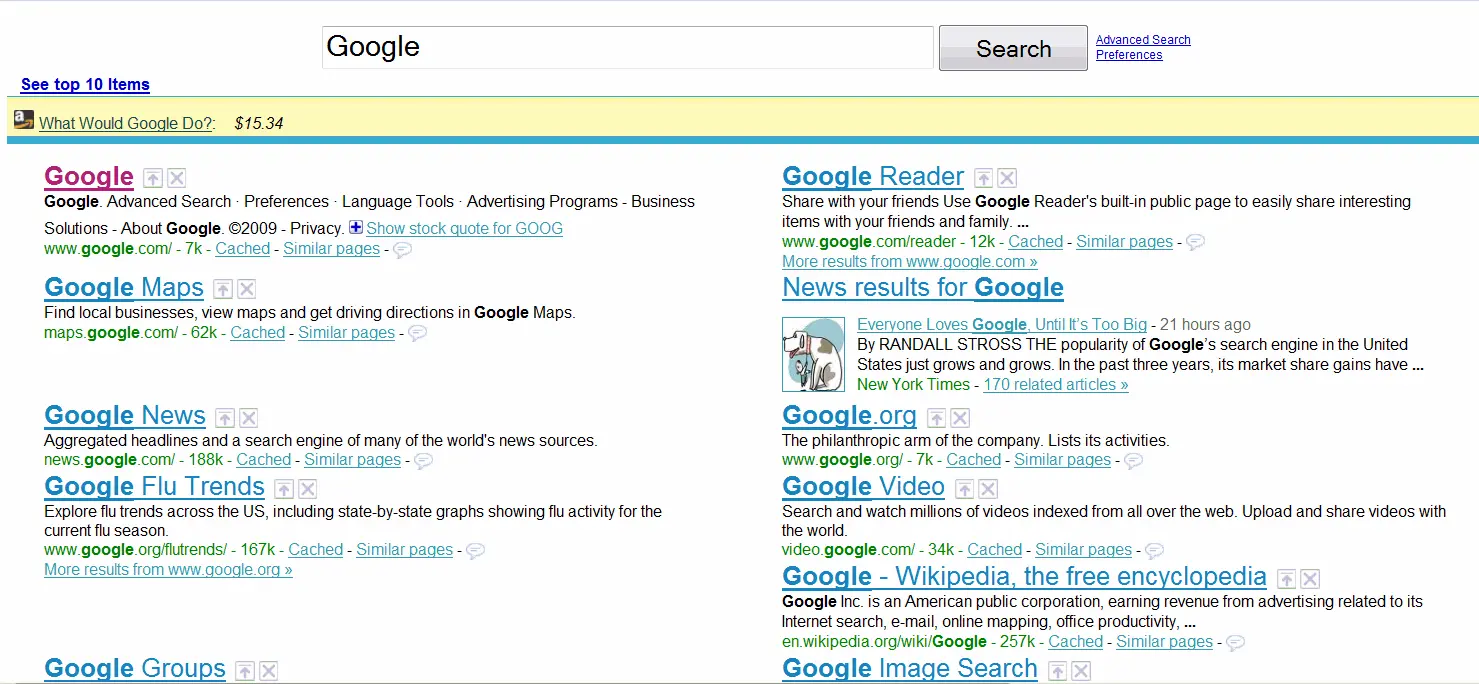 Google
Search
Advanced Search
Preferences
See top 10 Items
What Would Google Do?: $15.34
Google
Google. Advanced Search · Preferences · Language Tools · Advertising Programs - Business
Solutions - About Google. ©2009 - Privacy. Show stock quote for GOOG
www.google.com/ - 7k - Cached - Similar pages -
Google Maps
Find local businesses, view maps and get driving directions in Google Maps.
maps.google.com/ - 62k - Cached - Similar pages -
Google News
Aggregated headlines and a search engine of many of the world's news sources.
news.google.com/ - 188k - Cached - Similar pages -
Google Flu Trends
Explore flu trends across the US, including state-by-state graphs showing flu activity for the
current flu season.
www.google.org/flutrends/ - 167k - Cached - Similar pages -
More results from www.google.org »
Google Groups
Google Reader
Share with your friends Use Google Reader's built-in public page to easily share interesting
items with your friends and family. ...
www.google.com/reader - 12k - Cached - Similar pages -
More results from www.google.com »
News results for Google
Everyone Loves Google, Until It's Too Big - 21 hours ago
By RANDALL STROSS THE popularity of Google's search engine in the United
States just grows and grows. In the past three years, its market share gains have ...
New York Times - 170 related articles »
Google.org
The philanthropic arm of the company. Lists its activities.
www.google.org/ - 7k - Cached - Similar pages -
Google Video
Search and watch millions of videos indexed from all over the web. Upload and share videos with
the world.
video.google.com/ - 34k - Cached - Similar pages -
Google - Wikipedia, the free encyclopedia
Google Inc. is an American public corporation, earning revenue from advertising related to its
Internet search, e-mail, online mapping, office productivity, ...
en.wikipedia.org/wiki/Google - 257k - Cached - Similar pages -
Google Image Search